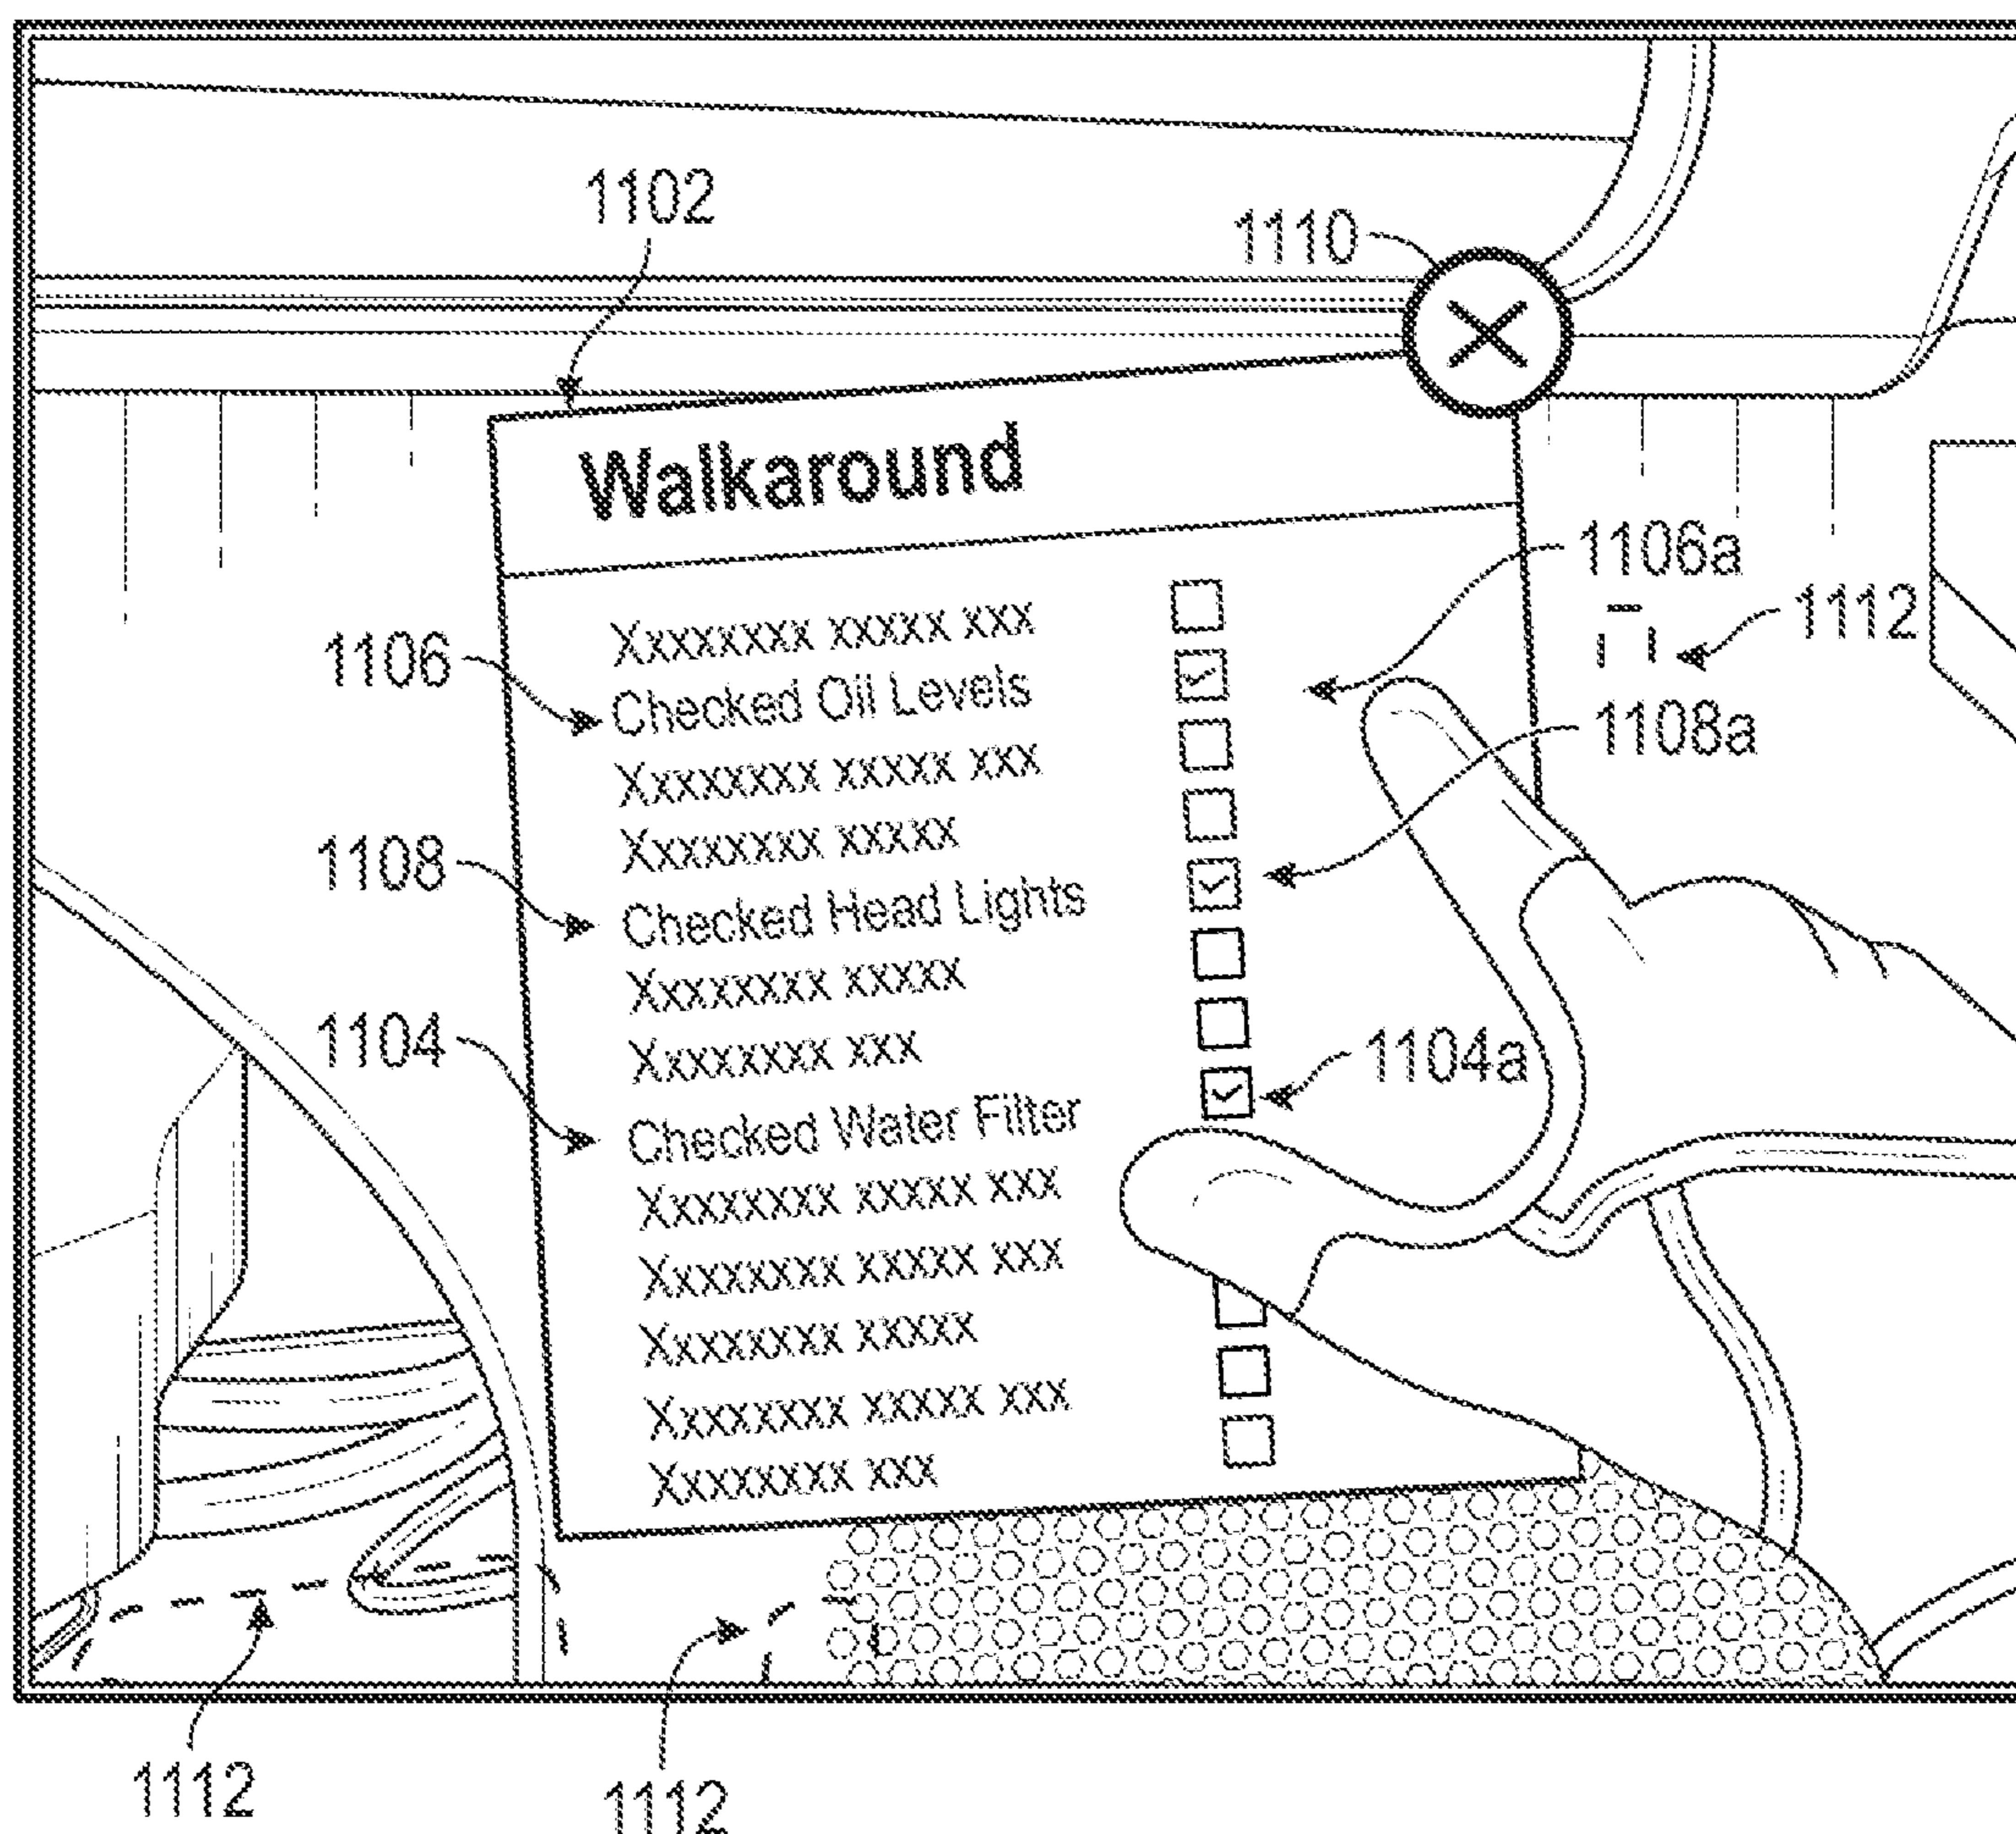 1102
1110
Walkaround
1106a
1112
Xxxxxxxx xxxxx xxx
1106
Checked Oil Levels
1108a
Xxxxxxxx xxxxx xxx
Xxxxxxxx xxxxx
1108
Checked Head Lights
Xxxxxxxx xxxxx
1104
Xxxxxxxx xxx
1104a
Checked Water Filter
Xxxxxxxx xxxxx xxx
Xxxxxxxx xxxxx xxx
Xxxxxxxx xxxxx
Xxxxxxxx xxxxx xxx
Xxxxxxxx xxx
1112
1112